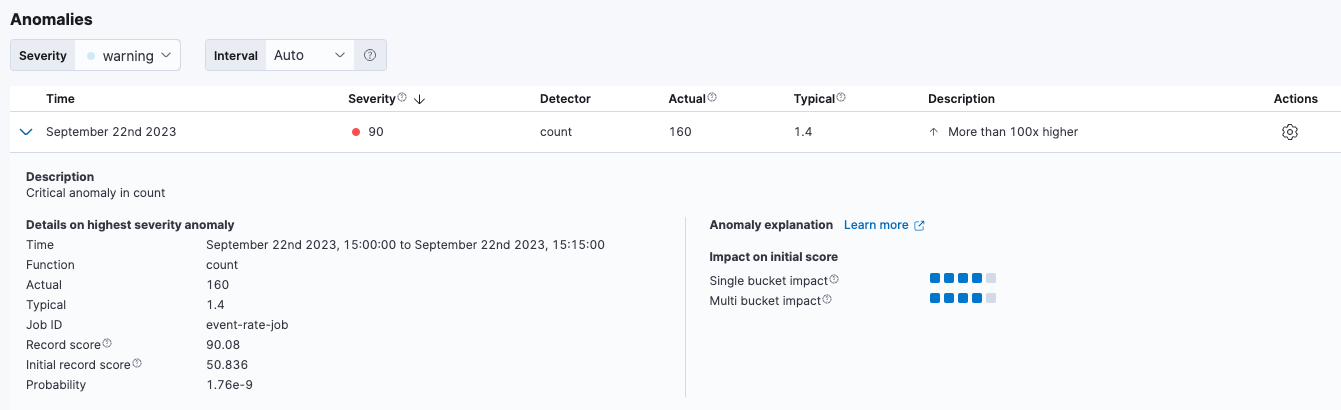 Anomalies
Severity warning Interval Auto
Time Severity Detector Actual Typical Description Actions
September 22nd 2023 90 count 160 1.4 ↑ More than 100x higher
Description
Critical anomaly in count
Details on highest severity anomaly
Time September 22nd 2023, 15:00:00 to September 22nd 2023, 15:15:00
Function count
Actual 160
Typical 1.4
Job ID event-rate-job
Record score 90.08
Initial record score 50.836
Probability 1.76e-9
Anomaly explanation Learn more
Impact on initial score
Single bucket impact
Multi bucket impact